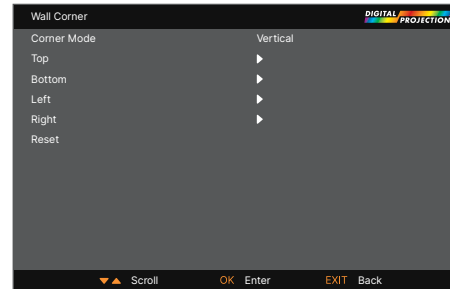 Wall Corner DIGITAL PROJECTION
Corner Mode Vertical
Top
Bottom
Left
Right
Reset
Scroll OK Enter EXIT Back